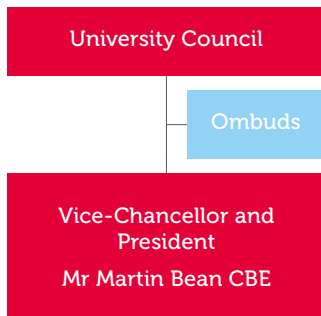 University Council
Ombuds
Vice-Chancellor and
President
Mr Martin Bean CBE